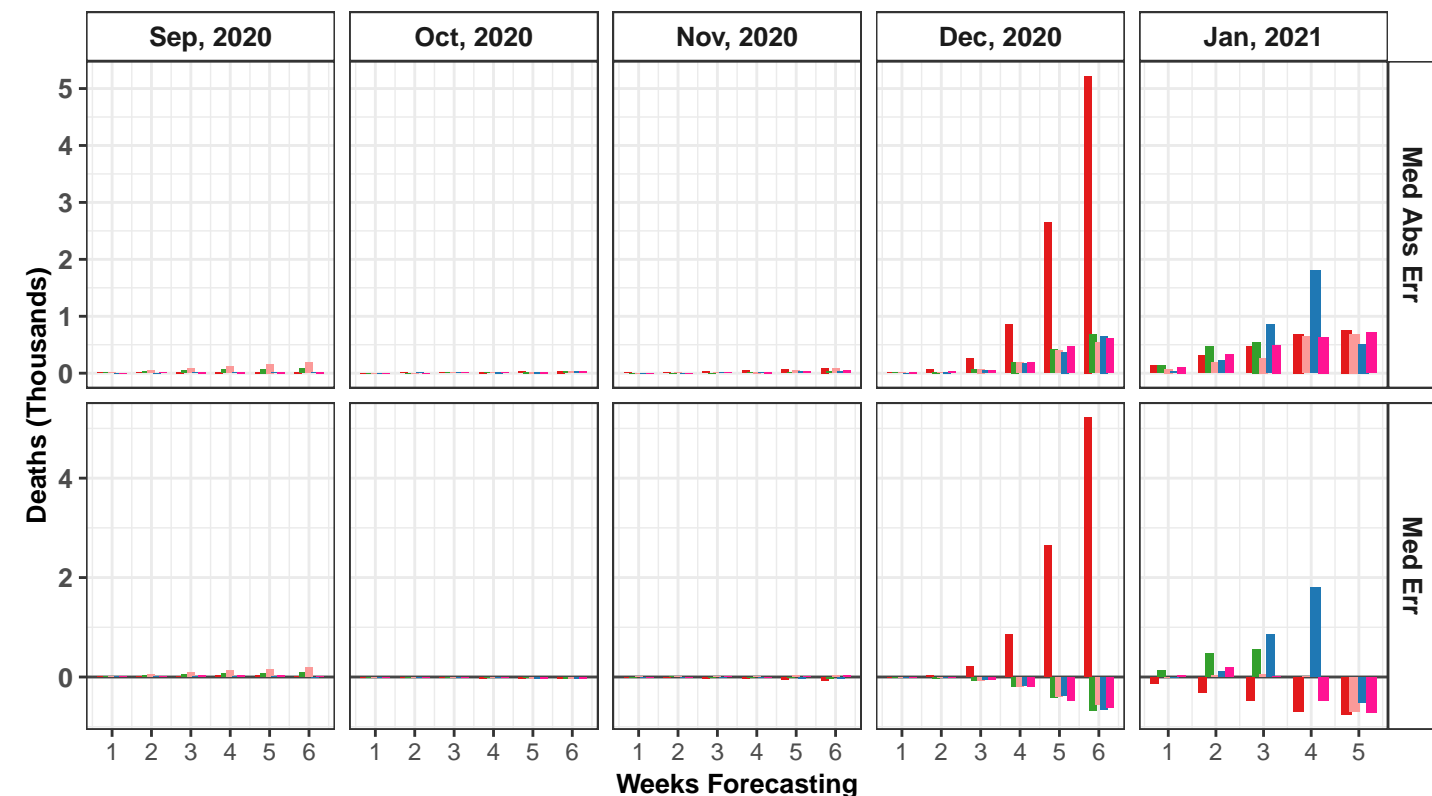 Sep, 2020 Oct, 2020 Nov, 2020 Dec, 2020 Jan, 2021
5
4
3
2
1
0
Med Abs Err
Deaths (Thousands)
4
2
0
Med Err
1 2 3 4 5 6 1 2 3 4 5 6 1 2 3 4 5 6 1 2 3 4 5 6 1 2 3 4 5
Weeks Forecasting